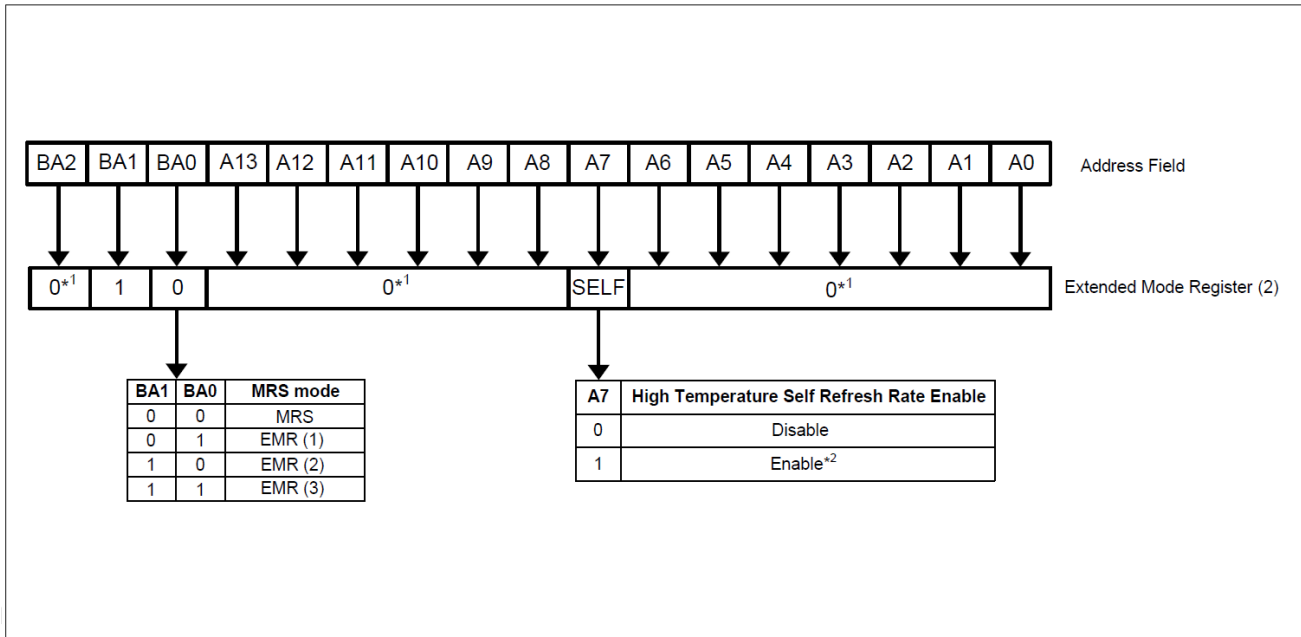 BA2 BA1 BA0 A13 A12 A11 A10 A9 A8 A7 A6 A5 A4 A3 A2 A1 A0 Address Field
0*1 1 0 0*1 SELF 0*1 Extended Mode Register (2)
BA1 BA0 MRS mode
0 0 MRS
0 1 EMR (1)
1 0 EMR (2)
1 1 EMR (3)
A7 High Temperature Self Refresh Rate Enable
0 Disable
1 Enable*2